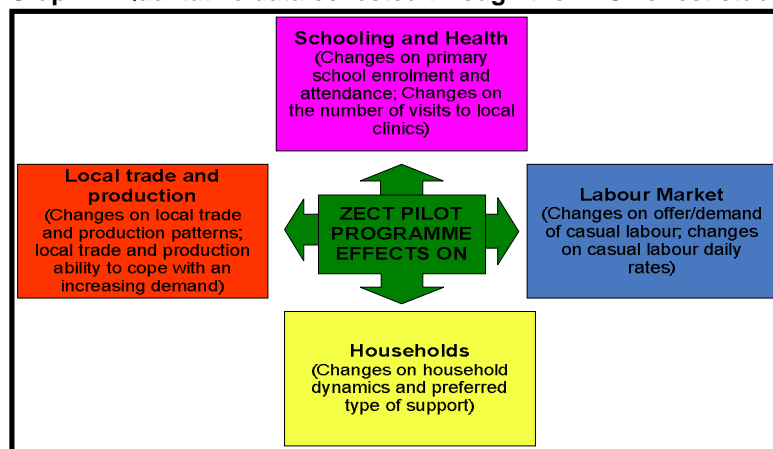 Schooling and Health
(Changes on primary
school enrolment and
attendance; Changes on
the number of visits to local
clinics)
Local trade and
production
(Changes on local trade
and production patterns;
local trade and production
ability to cope with an
increasing demand)
ZECT PILOT
PROGRAMME
EFFECTS ON
Labour Market
(Changes on offer/demand
of casual labour; changes
on casual labour daily
rates)
Households
(Changes on household
dynamics and preferred
type of support)